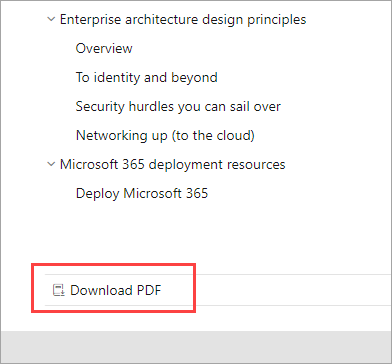 Enterprise architecture design principles
Overview
To identity and beyond
Security hurdles you can sail over
Networking up (to the cloud)
Microsoft 365 deployment resources
Deploy Microsoft 365
Download PDF